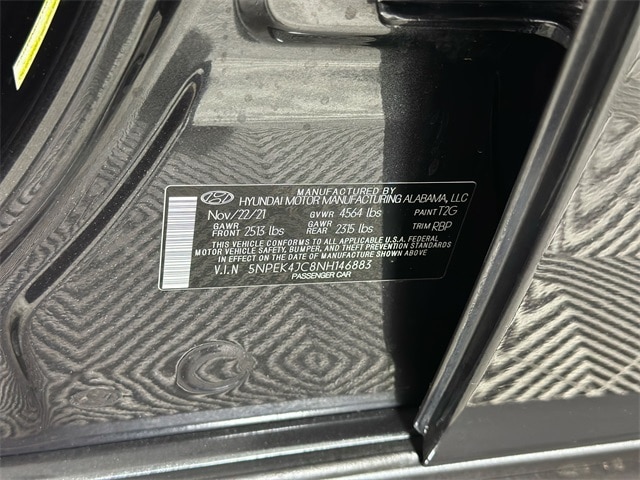 MANUFACTURED BY
HYUNDAI MOTOR MANUFACTURING ALABAMA, LLC
Nov/22/21 GVWR 4564 lbs PAINT T2G
GAWR FRONT 2513 lbs GAWR REAR 2315 lbs TRIM RBP
THIS VEHICLE CONFORMS TO ALL APPLICABLE U.S.A. FEDERAL
MOTOR VEHICLE SAFETY, BUMPER, AND THEFT PREVENTION
STANDARDS IN EFFECT ON THE DATE OF MANUFACTURE SHOWN ABOVE
V.I.N 5NPEK4JC8NH146883
PASSENGER CAR